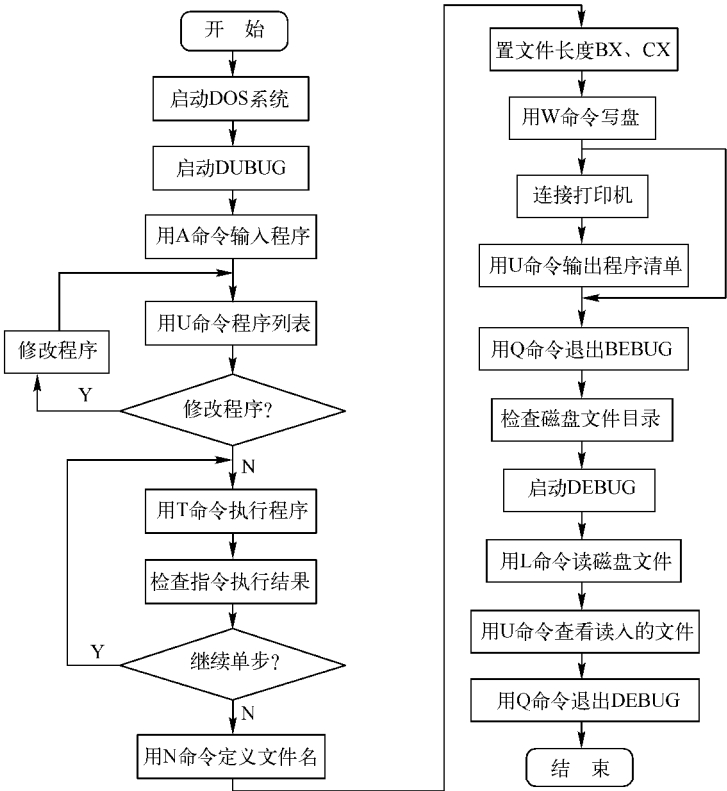 开 始
启动DOS系统
启动DUBUG
用A命令输入程序
用U命令程序列表
修改程序
Y
修改程序?
N
用T命令执行程序
检查指令执行结果
Y
继续单步?
N
用N命令定义文件名
置文件长度BX、CX
用W命令写盘
连接打印机
用U命令输出程序清单
用Q命令退出BEBUG
检查磁盘文件目录
启动DEBUG
用L命令读磁盘文件
用U命令查看读入的文件
用Q命令退出DEBUG
结 束